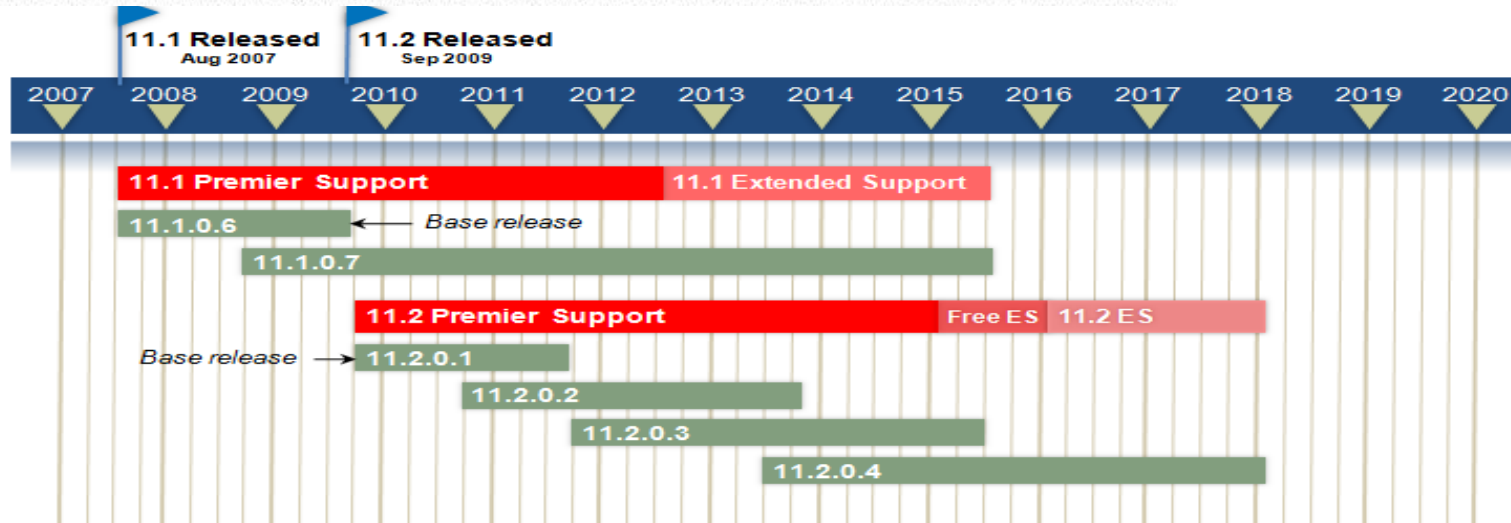 11.1 Released 11.2 Released
Aug 2007 Sep 2009
2007 2008 2009 2010 2011 2012 2013 2014 2015 2016 2017 2018 2019 2020
11.1 Premier Support 11.1 Extended Support
11.1.0.6 Base release
11.1.0.7
11.2 Premier Support Free ES 11.2 ES
Base release 11.2.0.1
11.2.0.2
11.2.0.3
11.2.0.4